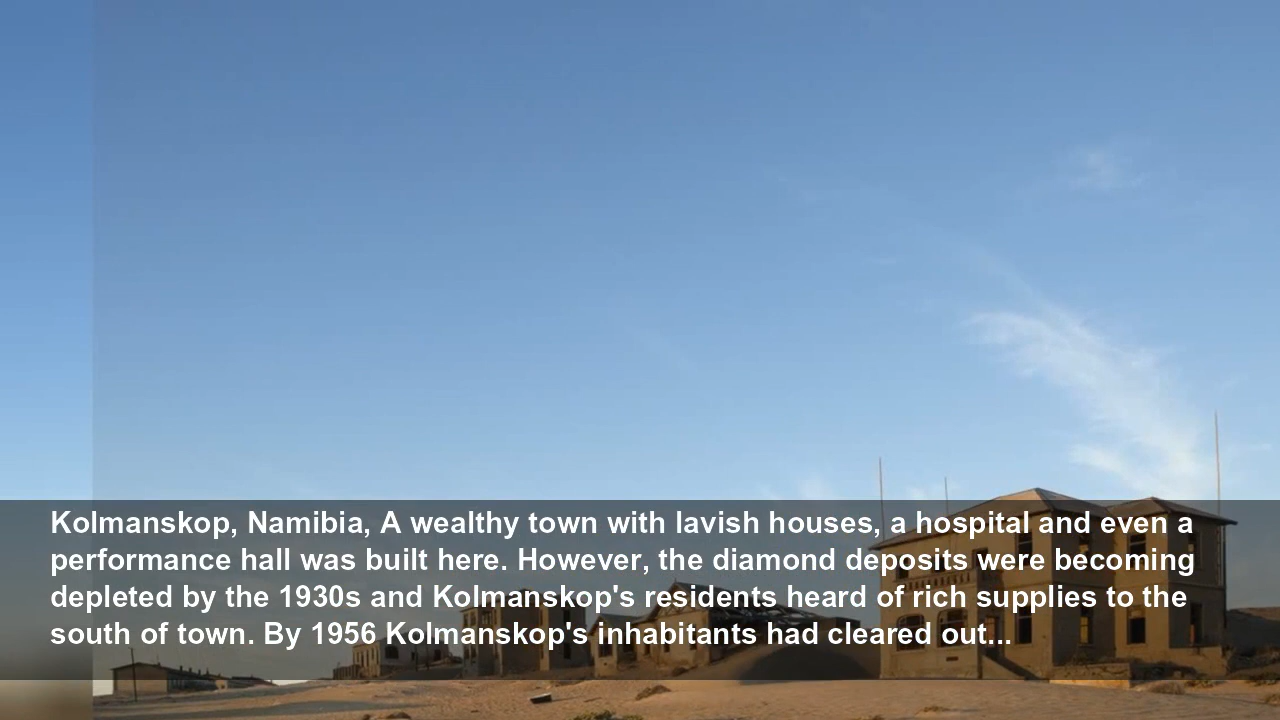 Kolmanskop, Namibia, A wealthy town with lavish houses, a hospital and even a
performance hall was built here. However, the diamond deposits were becoming
depleted by the 1930s and Kolmanskop's residents heard of rich supplies to the
south of town. By 1956 Kolmanskop's inhabitants had cleared out...